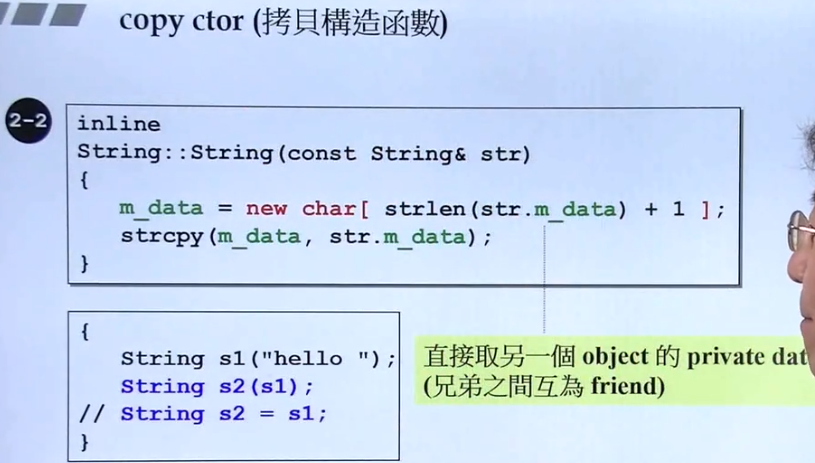 copy ctor (拷貝構造函數)
2-2
inline
String::String(const String& str)
{
m_data = new char[ strlen(str.m_data) + 1 ];
strcpy(m_data, str.m_data);
}
{
String s1("hello ");
String s2(s1);
// String s2 = s1;
}
直接取另一個 object 的 private dat
(兄弟之間互為 friend)